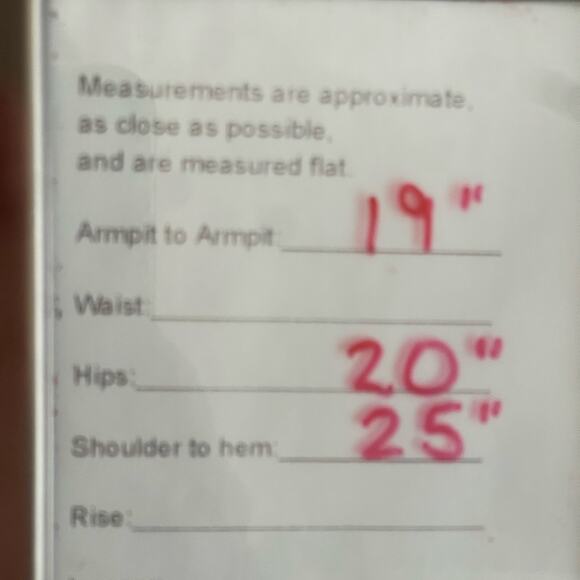 Measurements are approximate,
as close as possible,
and are measured flat.
Armpit to Armpit: 19"
Waist:
Hips: 20"
Shoulder to hem: 25"
Rise: